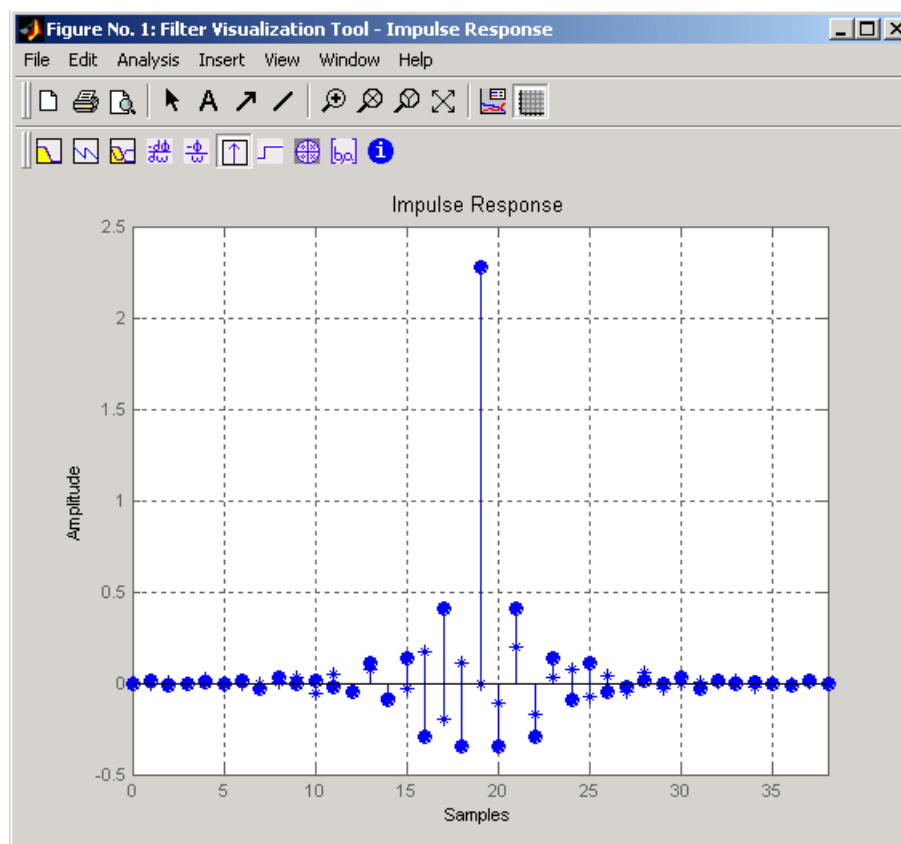 Figure No. 1: Filter Visualization Tool - Impulse Response
File Edit Analysis Insert View Window Help
A
[b,a]
i
Impulse Response
2.5
2
1.5
1
0.5
0
-0.5
Amplitude
0 5 10 15 20 25 30 35
Samples